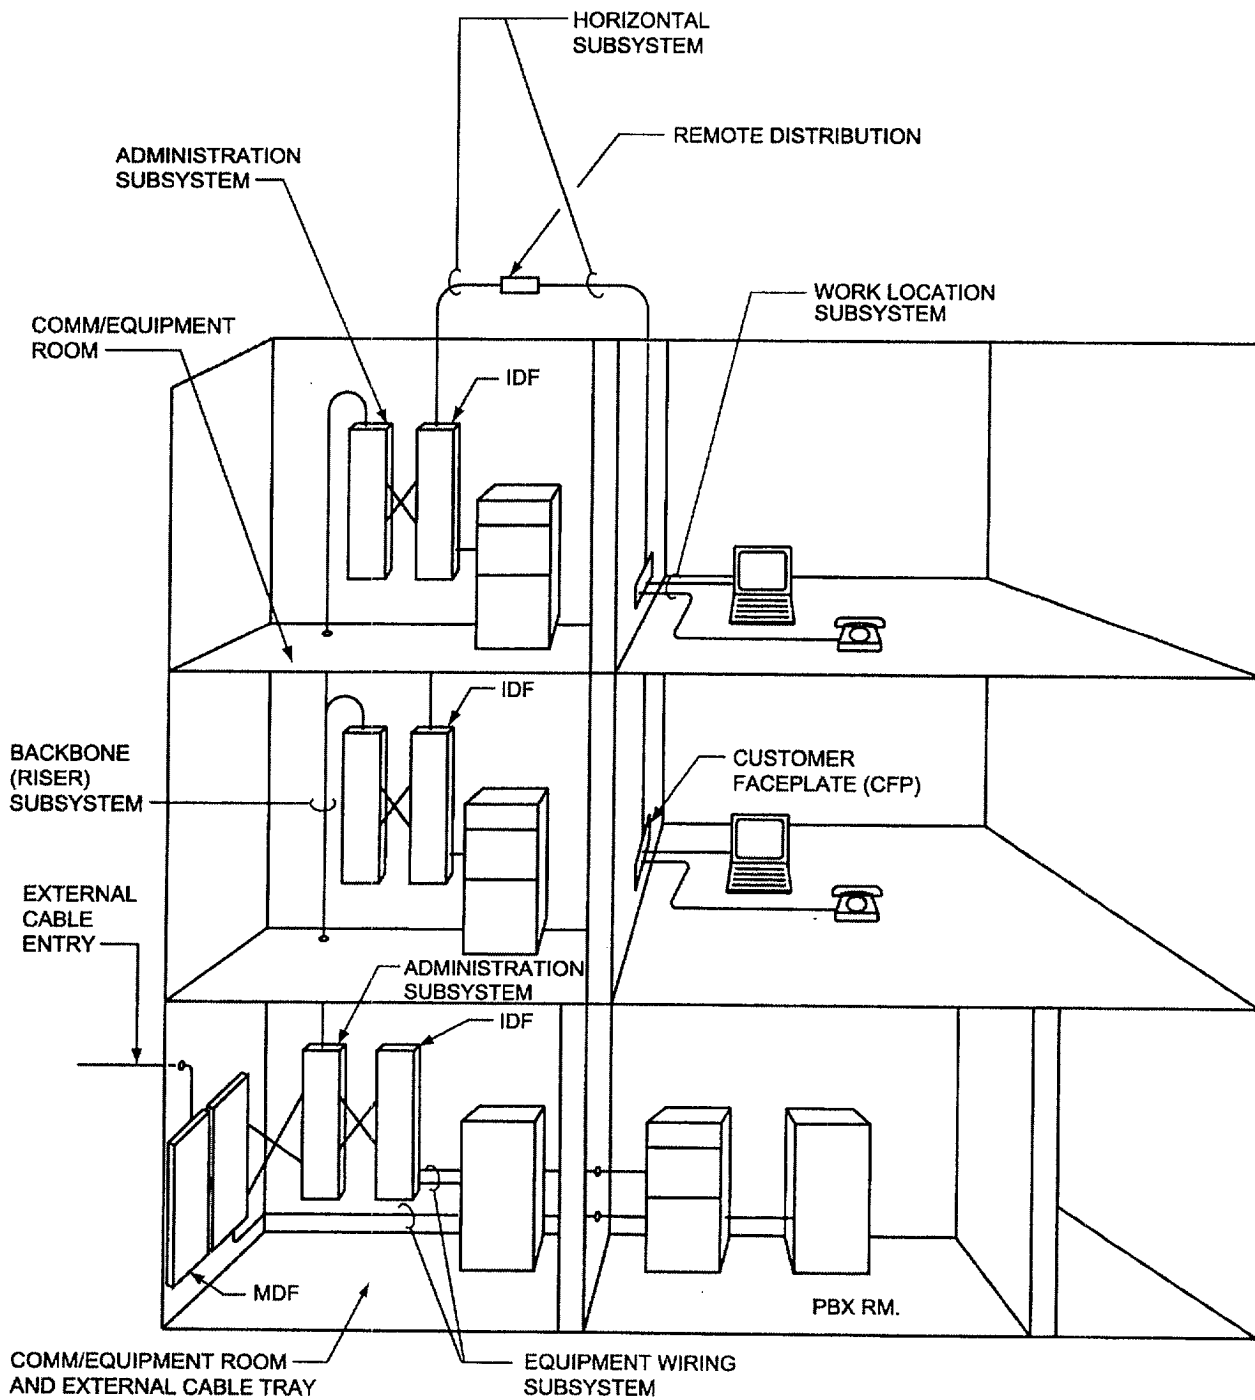 HORIZONTAL
SUBSYSTEM
REMOTE DISTRIBUTION
ADMINISTRATION
SUBSYSTEM
WORK LOCATION
SUBSYSTEM
COMM/EQUIPMENT
ROOM
IDF
IDF
BACKBONE
(RISER)
SUBSYSTEM
CUSTOMER
FACEPLATE (CFP)
EXTERNAL
CABLE
ENTRY
ADMINISTRATION
SUBSYSTEM
IDF
MDF
PBX RM.
COMM/EQUIPMENT ROOM
AND EXTERNAL CABLE TRAY
EQUIPMENT WIRING
SUBSYSTEM